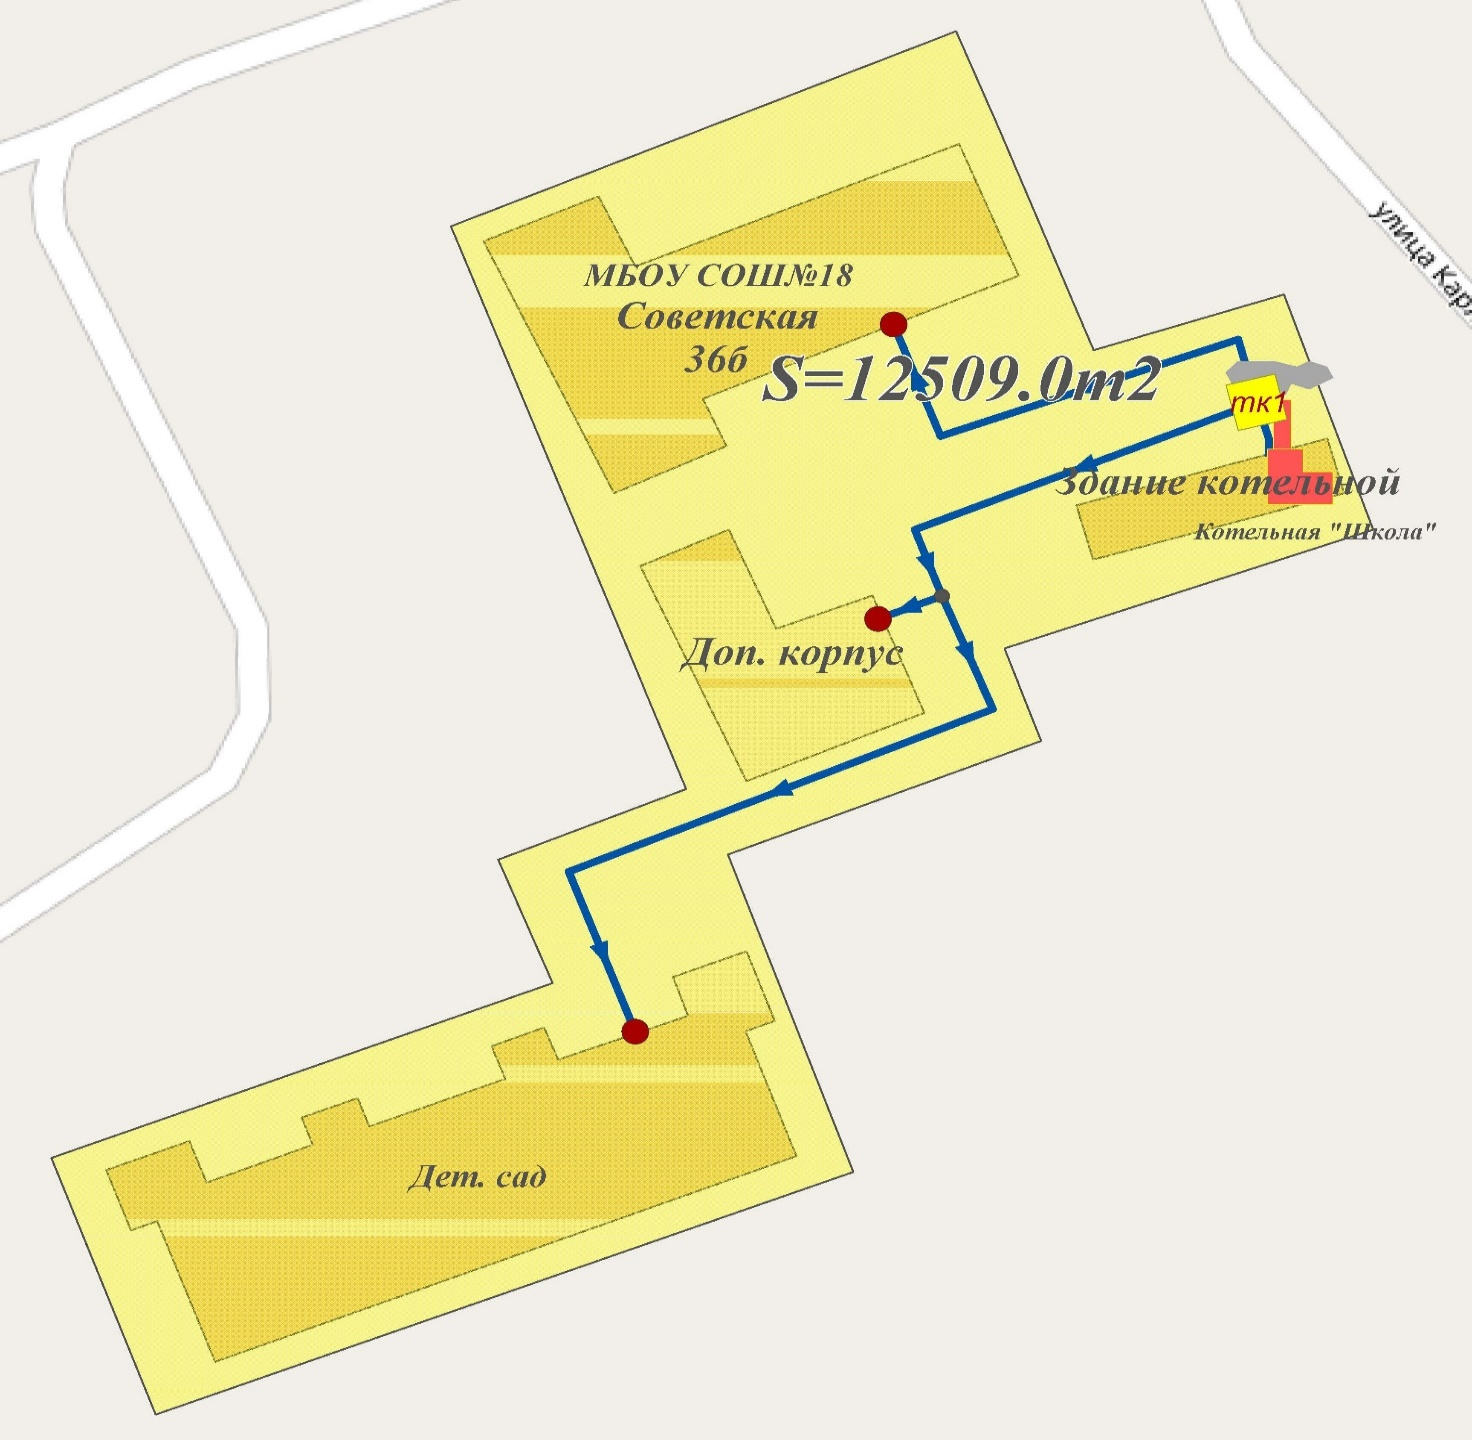 улица Кар
МБОУ СОШ№18
Советская
36б
S=12509.0m2
тк1
Здание котельной
Котельная "Школа"
Доп. корпус
Дет. сад